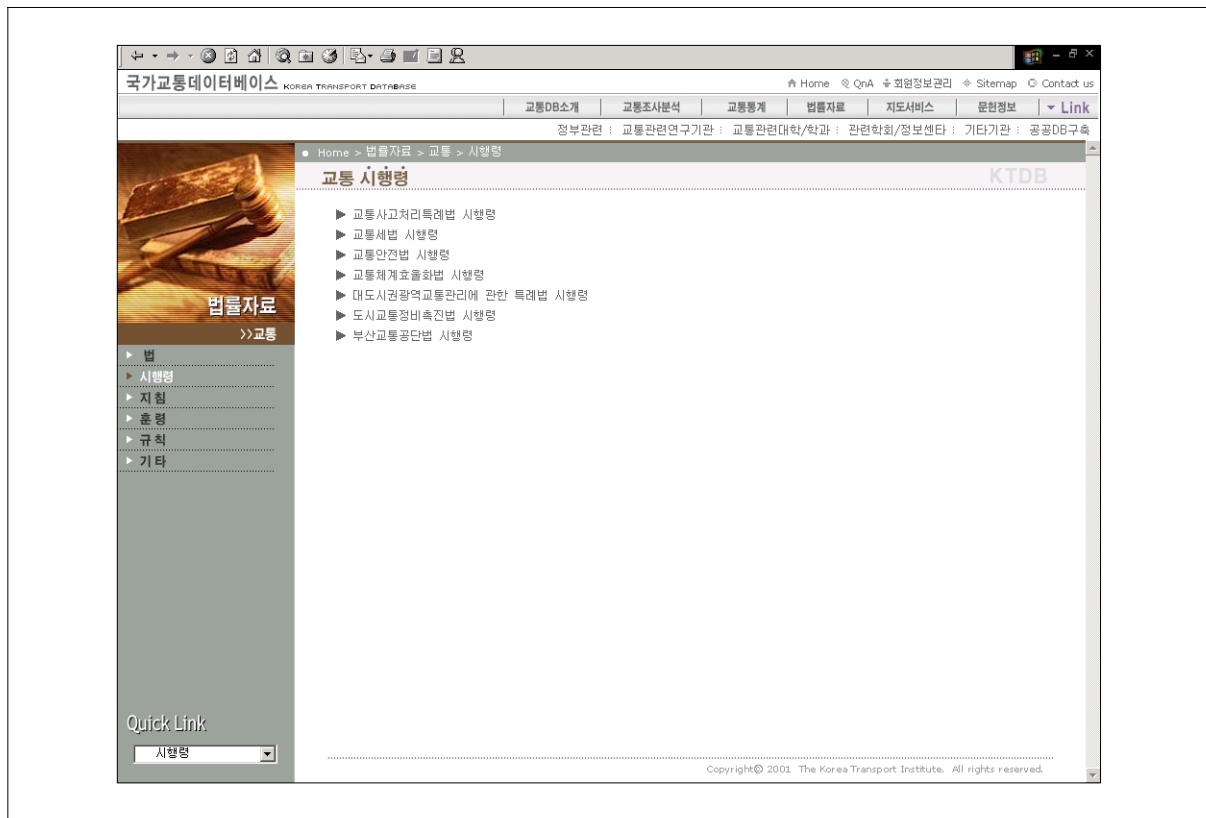 국가교통데이터베이스 KOREA TRANSPORT DATABASE
Home QnA 회원정보관리 Sitemap Contact us
교통DB소개 교통조사분석 교통통계 법률자료 지도서비스 문헌정보 Link
정부관련 : 교통관련연구기관 : 교통관련대학/학과 : 관련학회/정보센타 : 기타기관 : 공공DB구축
Home > 법률자료 > 교통 > 시행령
교통 시행령 KTDB
교통사고처리특례법 시행령
교통세법 시행령
교통안전법 시행령
교통체계효율화법 시행령
대도시권광역교통관리에 관한 특례법 시행령
도시교통정비촉진법 시행령
부산교통공단법 시행령
법률자료
>>교통
법
시행령
지침
훈령
규칙
기타
Quick Link
시행령
Copyright© 2001 The Korea Transport Institute. All rights reserved.